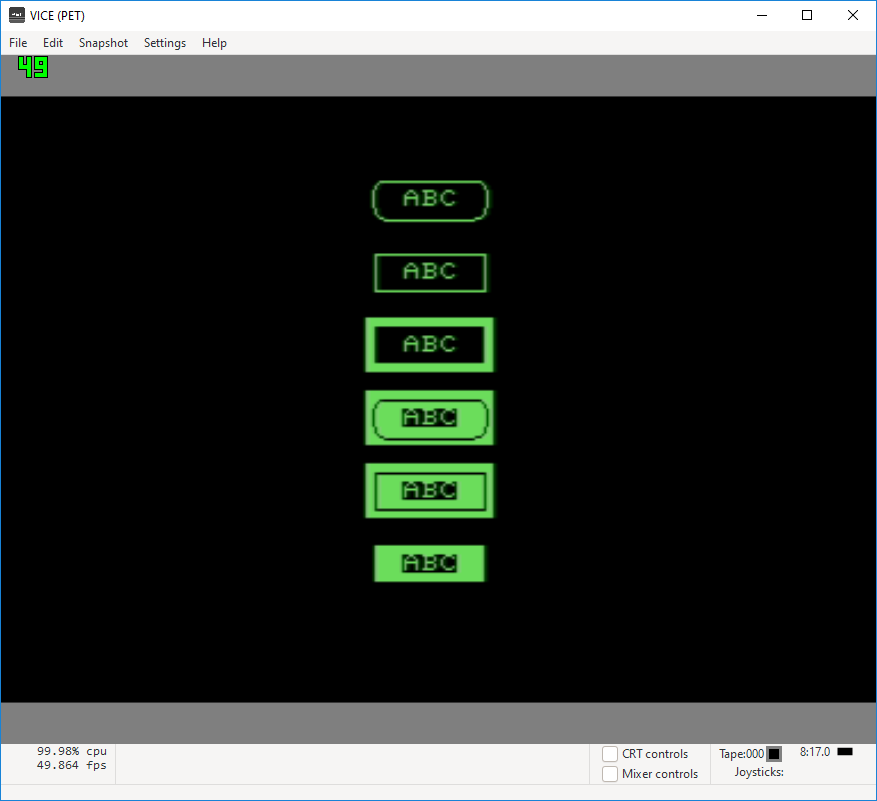 VICE (PET)
File Edit Snapshot Settings Help
49
ABC
ABC
ABC
ABC
ABC
ABC
99.98% cpu
49.864 fps
CRT controls
Mixer controls
Tape:000
Joysticks:
8:17.0